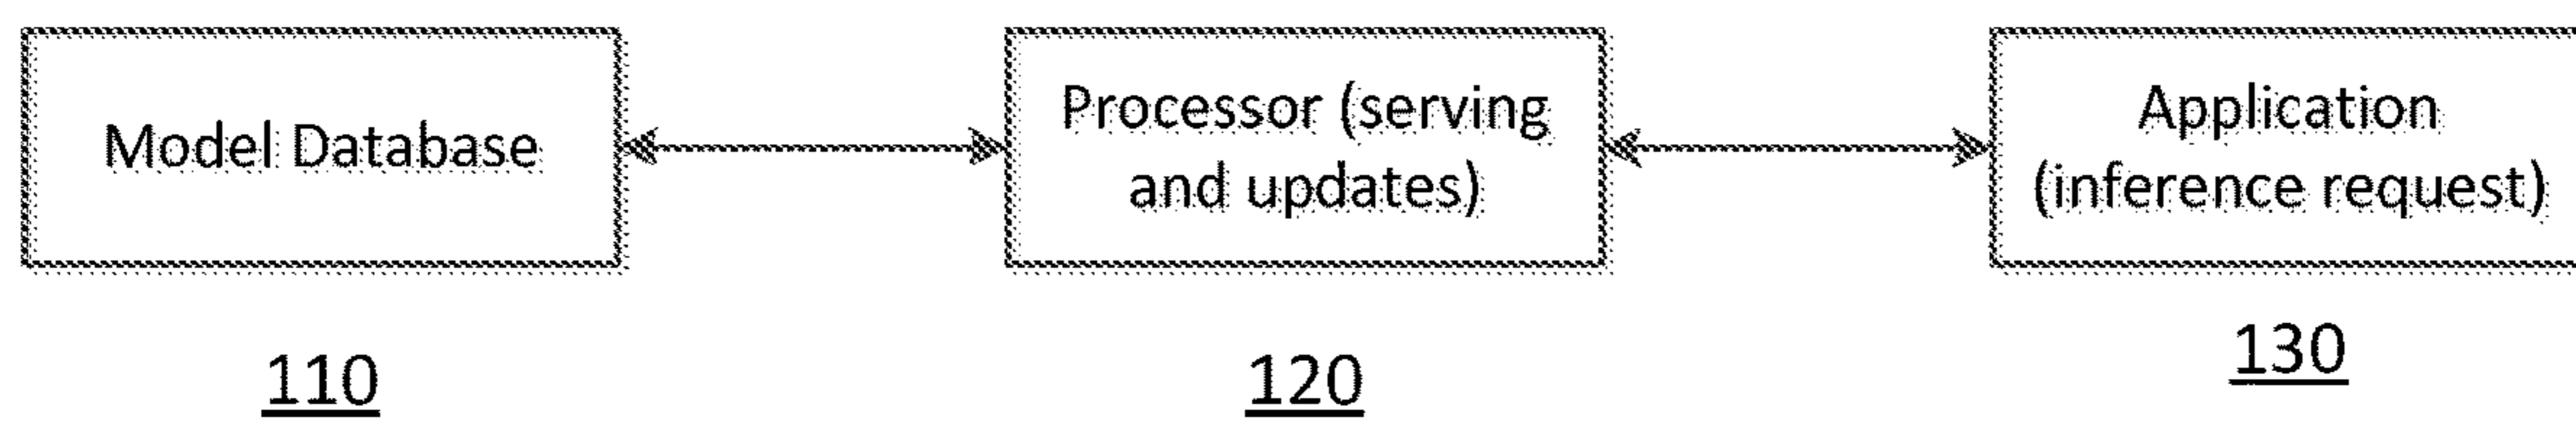 Model Database
Processor (serving
and updates)
Application
(inference request)
110
120
130